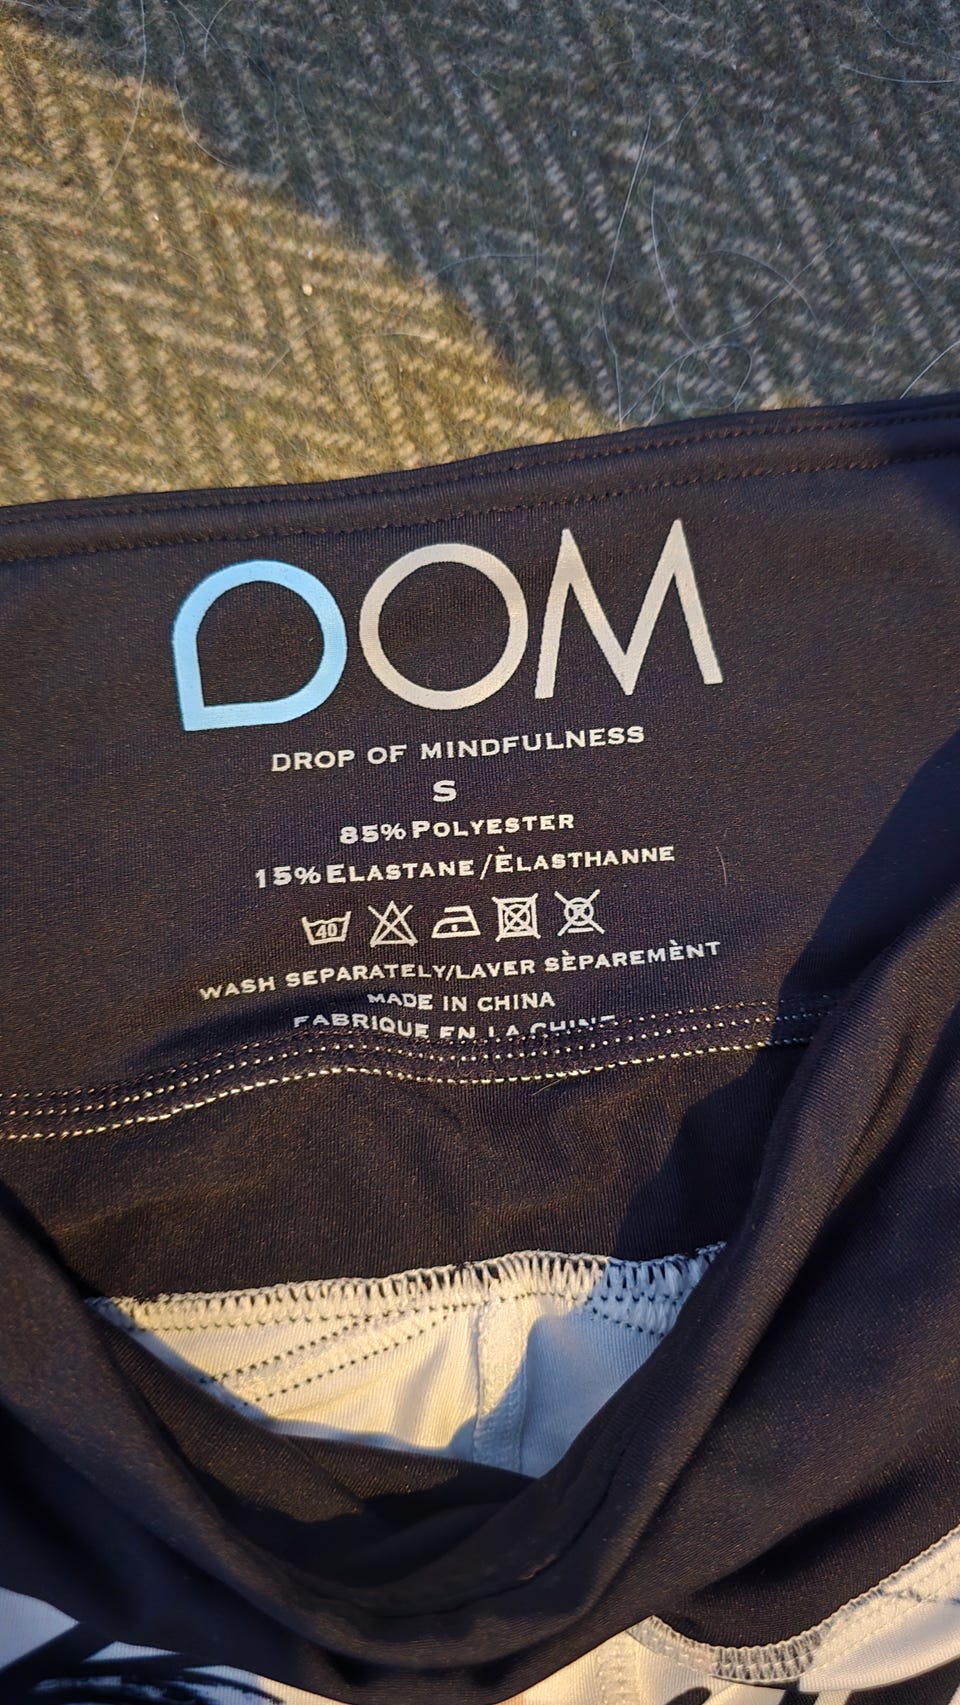 DOM
DROP OF MINDFULNESS
S
85% POLYESTER
15% ELASTANE/ÈLASTHANNE
40
WASH SEPARATELY/LAVER SÈPAREMÈNT
MADE IN CHINA
FABRIQUE EN LA CHINE